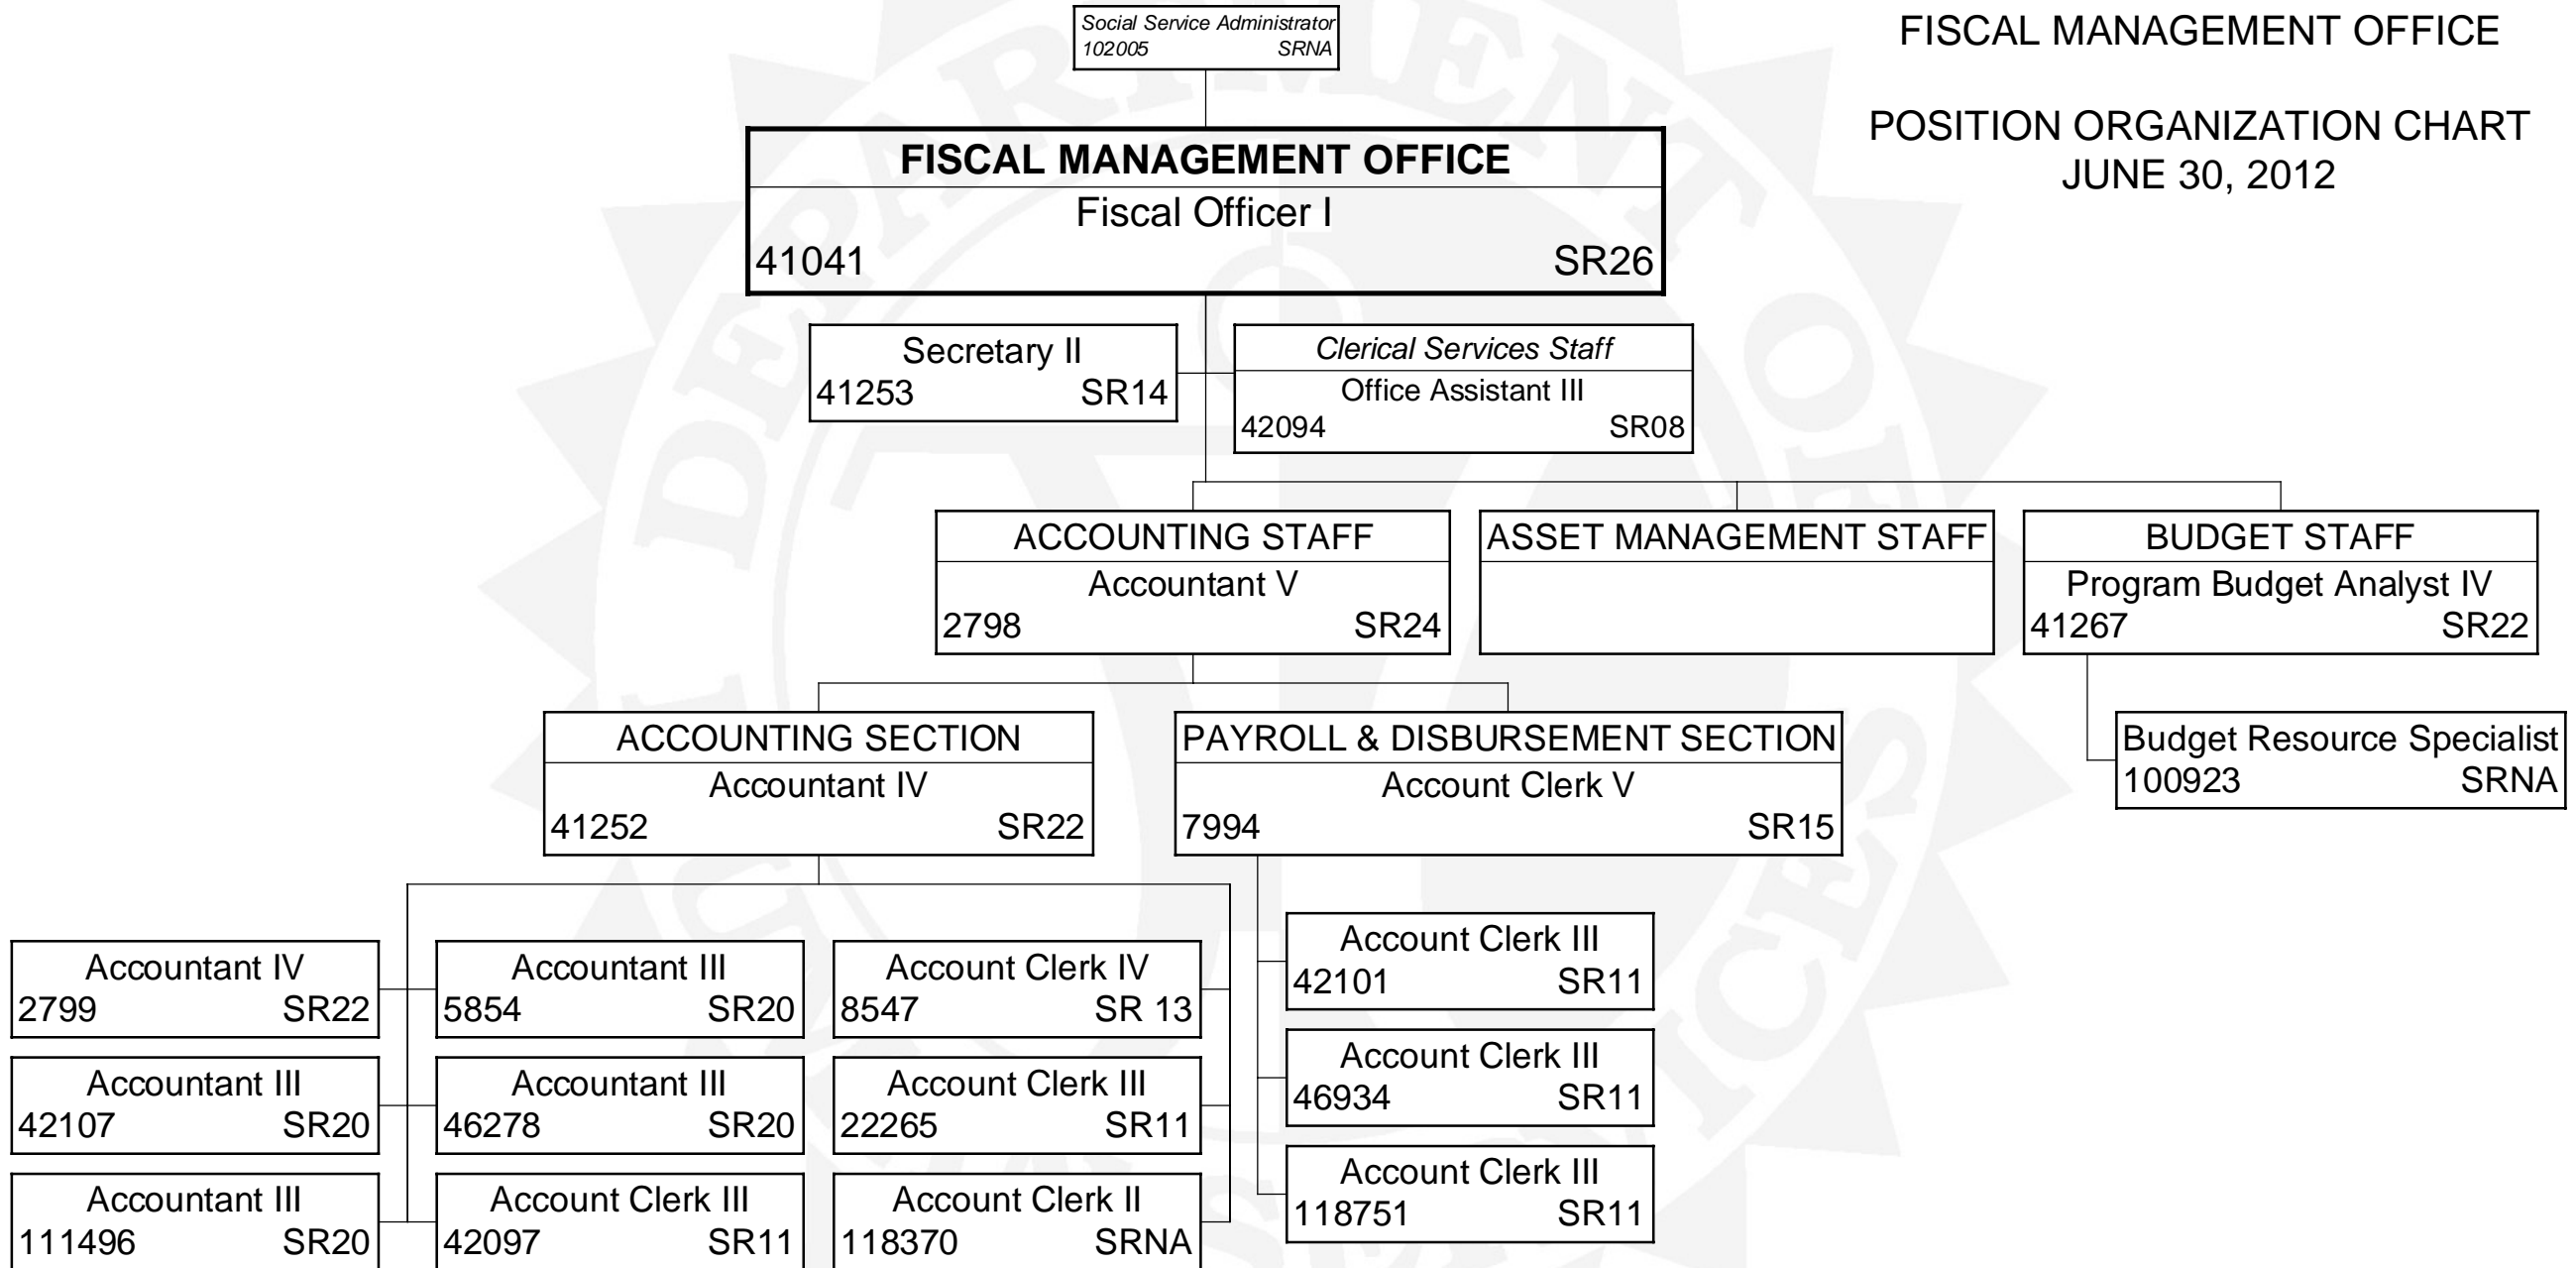 Social Service Administrator
102005 SRNA
FISCAL MANAGEMENT OFFICE
POSITION ORGANIZATION CHART
JUNE 30, 2012
FISCAL MANAGEMENT OFFICE
Fiscal Officer I
41041 SR26
Secretary II
41253 SR14
Clerical Services Staff
Office Assistant III
42094 SR08
ACCOUNTING STAFF
Accountant V
2798 SR24
ASSET MANAGEMENT STAFF
BUDGET STAFF
Program Budget Analyst IV
41267 SR22
Budget Resource Specialist
100923 SRNA
ACCOUNTING SECTION
Accountant IV
41252 SR22
PAYROLL & DISBURSEMENT SECTION
Account Clerk V
7994 SR15
Accountant IV
2799 SR22
Accountant III
5854 SR20
Account Clerk IV
8547 SR 13
Accountant III
42107 SR20
Accountant III
46278 SR20
Account Clerk III
22265 SR11
Accountant III
111496 SR20
Account Clerk III
42097 SR11
Account Clerk II
118370 SRNA
Account Clerk III
42101 SR11
Account Clerk III
46934 SR11
Account Clerk III
118751 SR11
DEPARTMENT OF